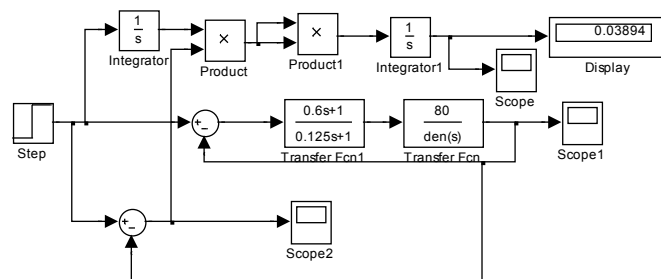 1
s
Integrator
×
Product
×
Product1
1
s
Integrator1
0.03894
Display
Scope
Step
+
−
0.6s+1
0.125s+1
Transfer Fcn1
80
den(s)
Transfer Fcn
Scope1
+
−
Scope2